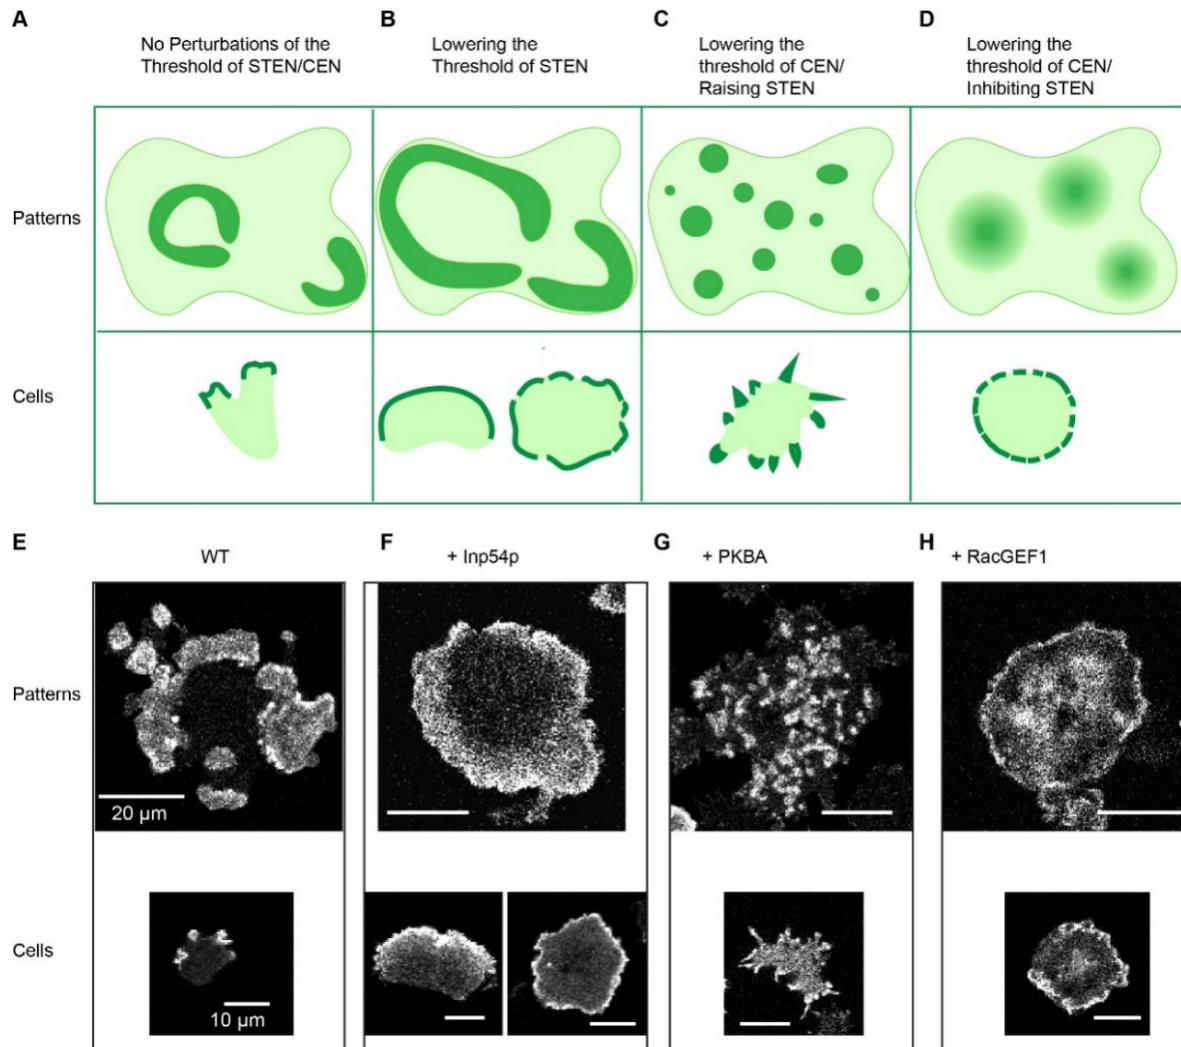 A
No Perturbations of the
Threshold of STEN/CEN
B
Lowering the
Threshold of STEN
C
Lowering the
threshold of CEN/
Raising STEN
D
Lowering the
threshold of CEN/
Inhibiting STEN
Patterns
Cells
E
WT
F
+ Inp54p
G
+ PKBA
H
+ RacGEF1
Patterns
20 µm
Cells
10 µm